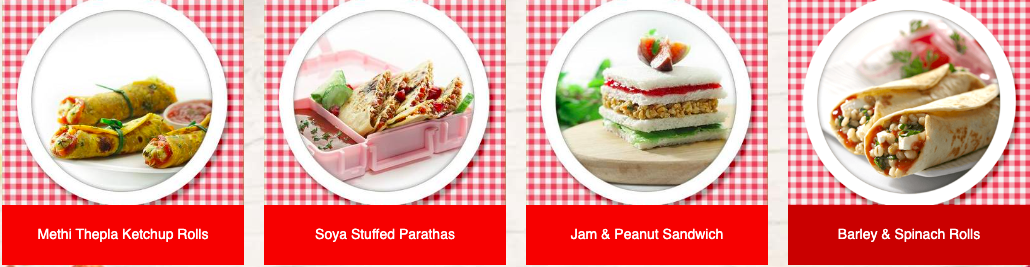 Methi Thepla Ketchup Rolls
Soya Stuffed Parathas
Jam & Peanut Sandwich
Barley & Spinach Rolls